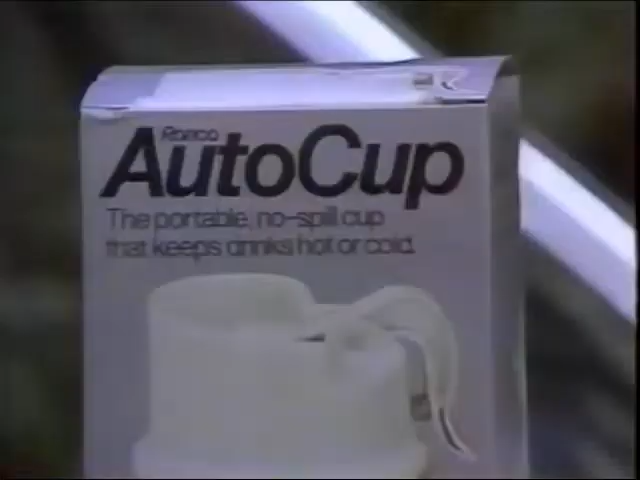 Ronco
AutoCup
The portable, no-spill cup
that keeps drinks hot or cold.